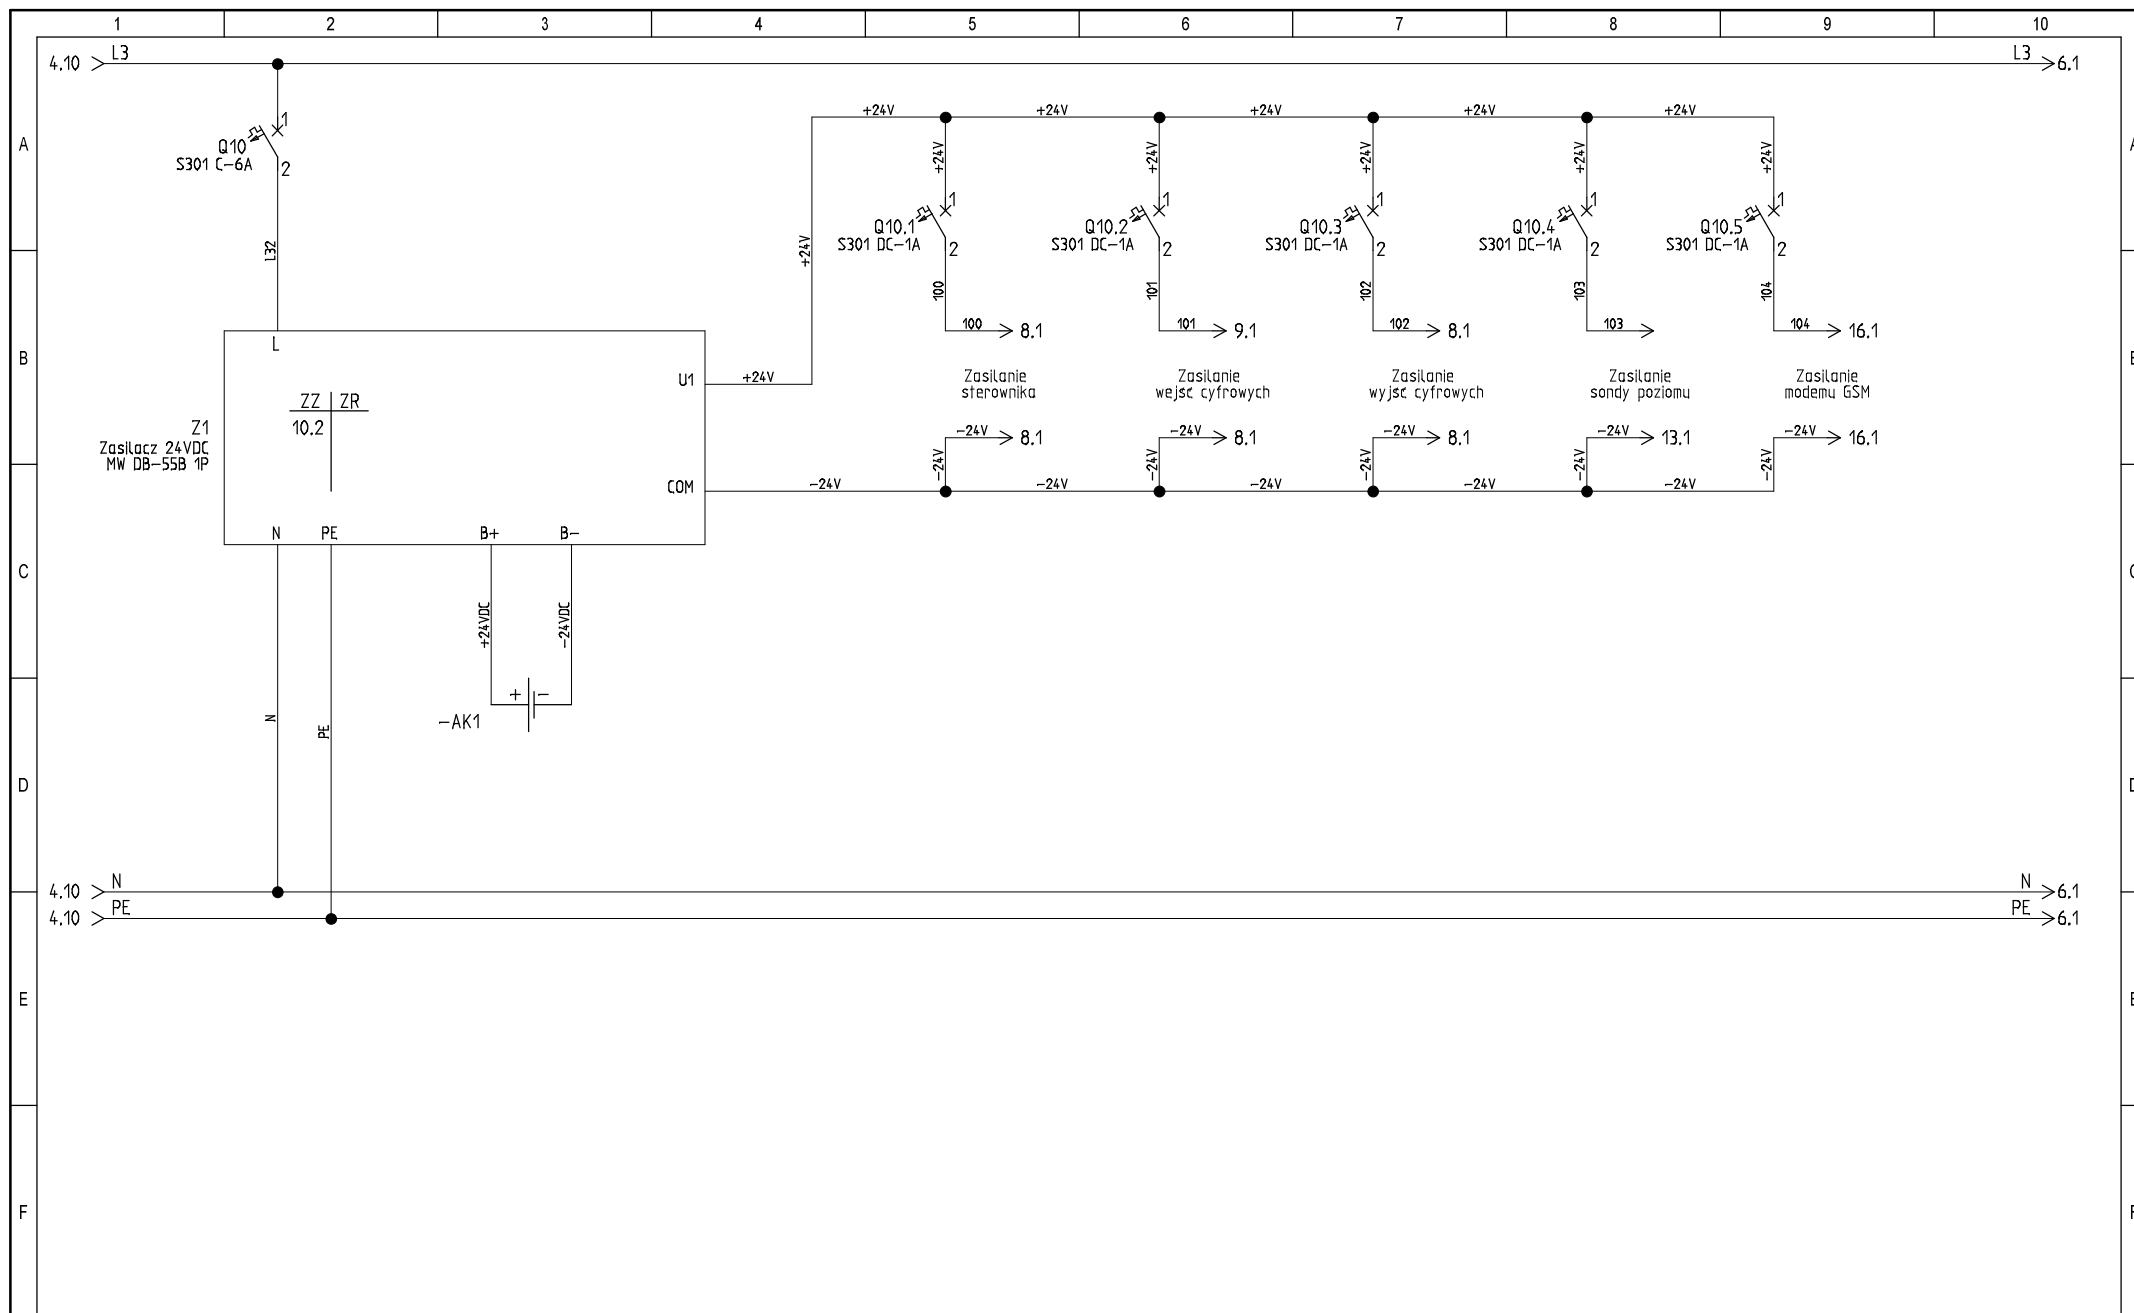 1 2 3 4 5 6 7 8 9 10
4.10 L3 L3 6.1
+24V +24V +24V +24V +24V
A A
1
Q10
S301 C-6A
2
+24V +24V +24V +24V +24V
1 1 1 1 1
Q10.1 Q10.2 Q10.3 Q10.4 Q10.5
S301 DC-1A S301 DC-1A S301 DC-1A S301 DC-1A S301 DC-1A
2 2 2 2 2
L32 +24V
100 101 102 103 104
100 8.1 101 9.1 102 8.1 103 104 16.1
L
B
U1 +24V
Zasilanie Zasilanie Zasilanie Zasilanie Zasilanie
sterownika wejść cyfrowych wyjść cyfrowych sondy poziomu modemu GSM
ZZ ZR
10.2
Z1
Zasilacz 24VDC
MW DB-55B 1P
-24V 8.1 -24V 8.1 -24V 8.1 -24V 13.1 -24V 16.1
-24V -24V -24V -24V -24V
COM -24V -24V -24V -24V -24V
N PE B+ B-
C
+24VDC -24VDC
+ -
-AK1
N PE
D
4.10 N N 6.1
4.10 PE PE 6.1
E
F